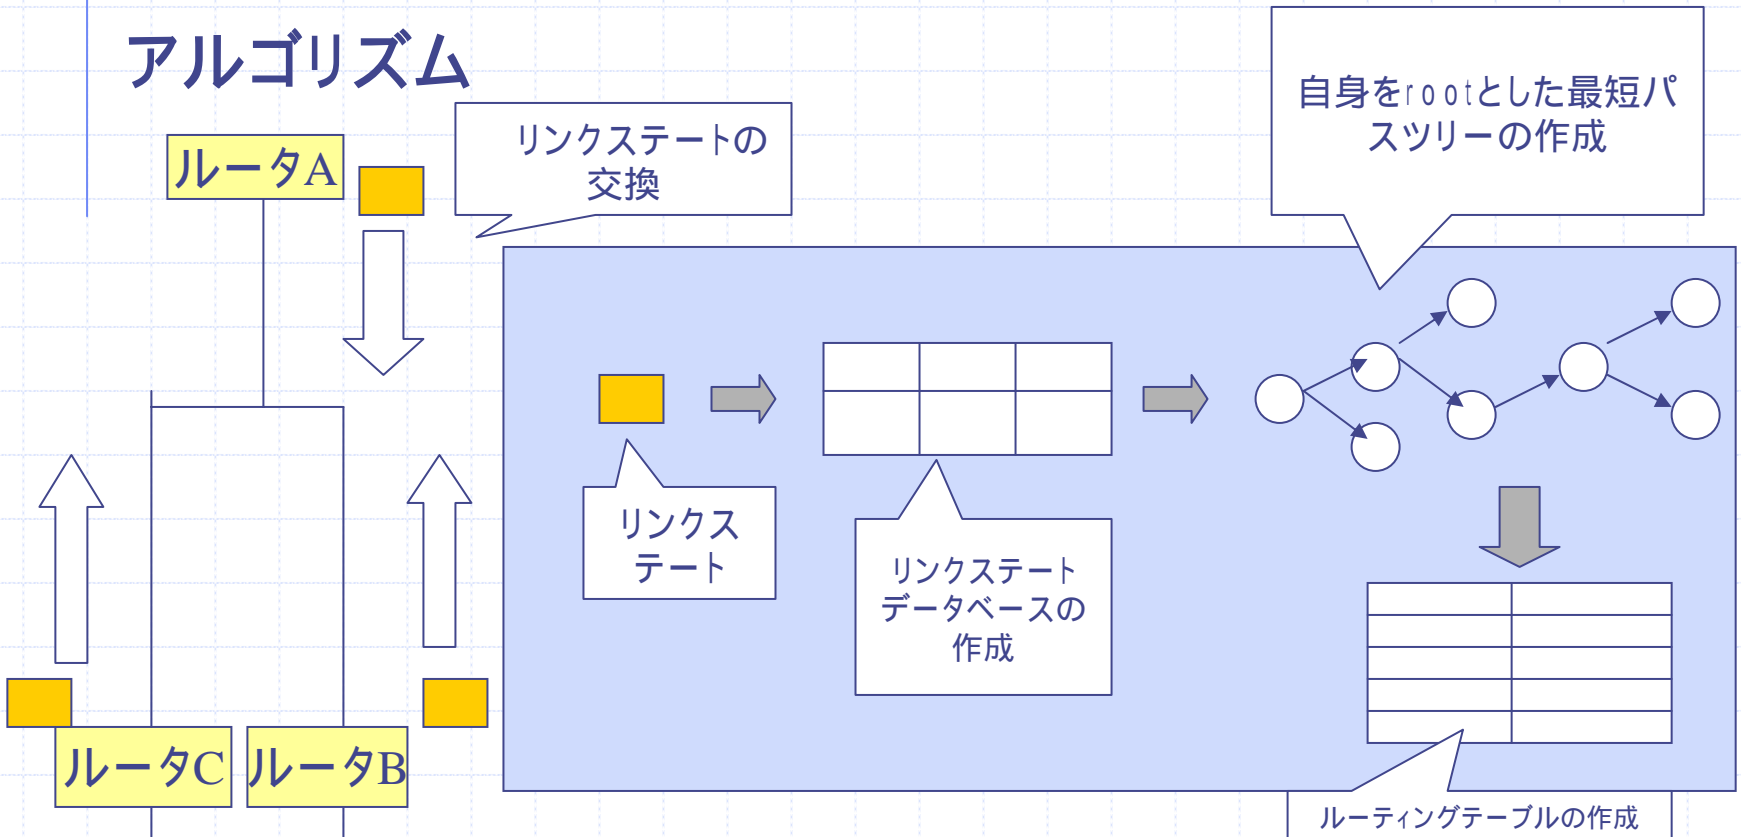 アルゴリズム
ルータA
リンクステートの
交換
自身をrootとした最短パ
スツリーの作成
リンクス
テート
リンクステート
データベースの
作成
ルータC
ルータB
ルーティングテーブルの作成